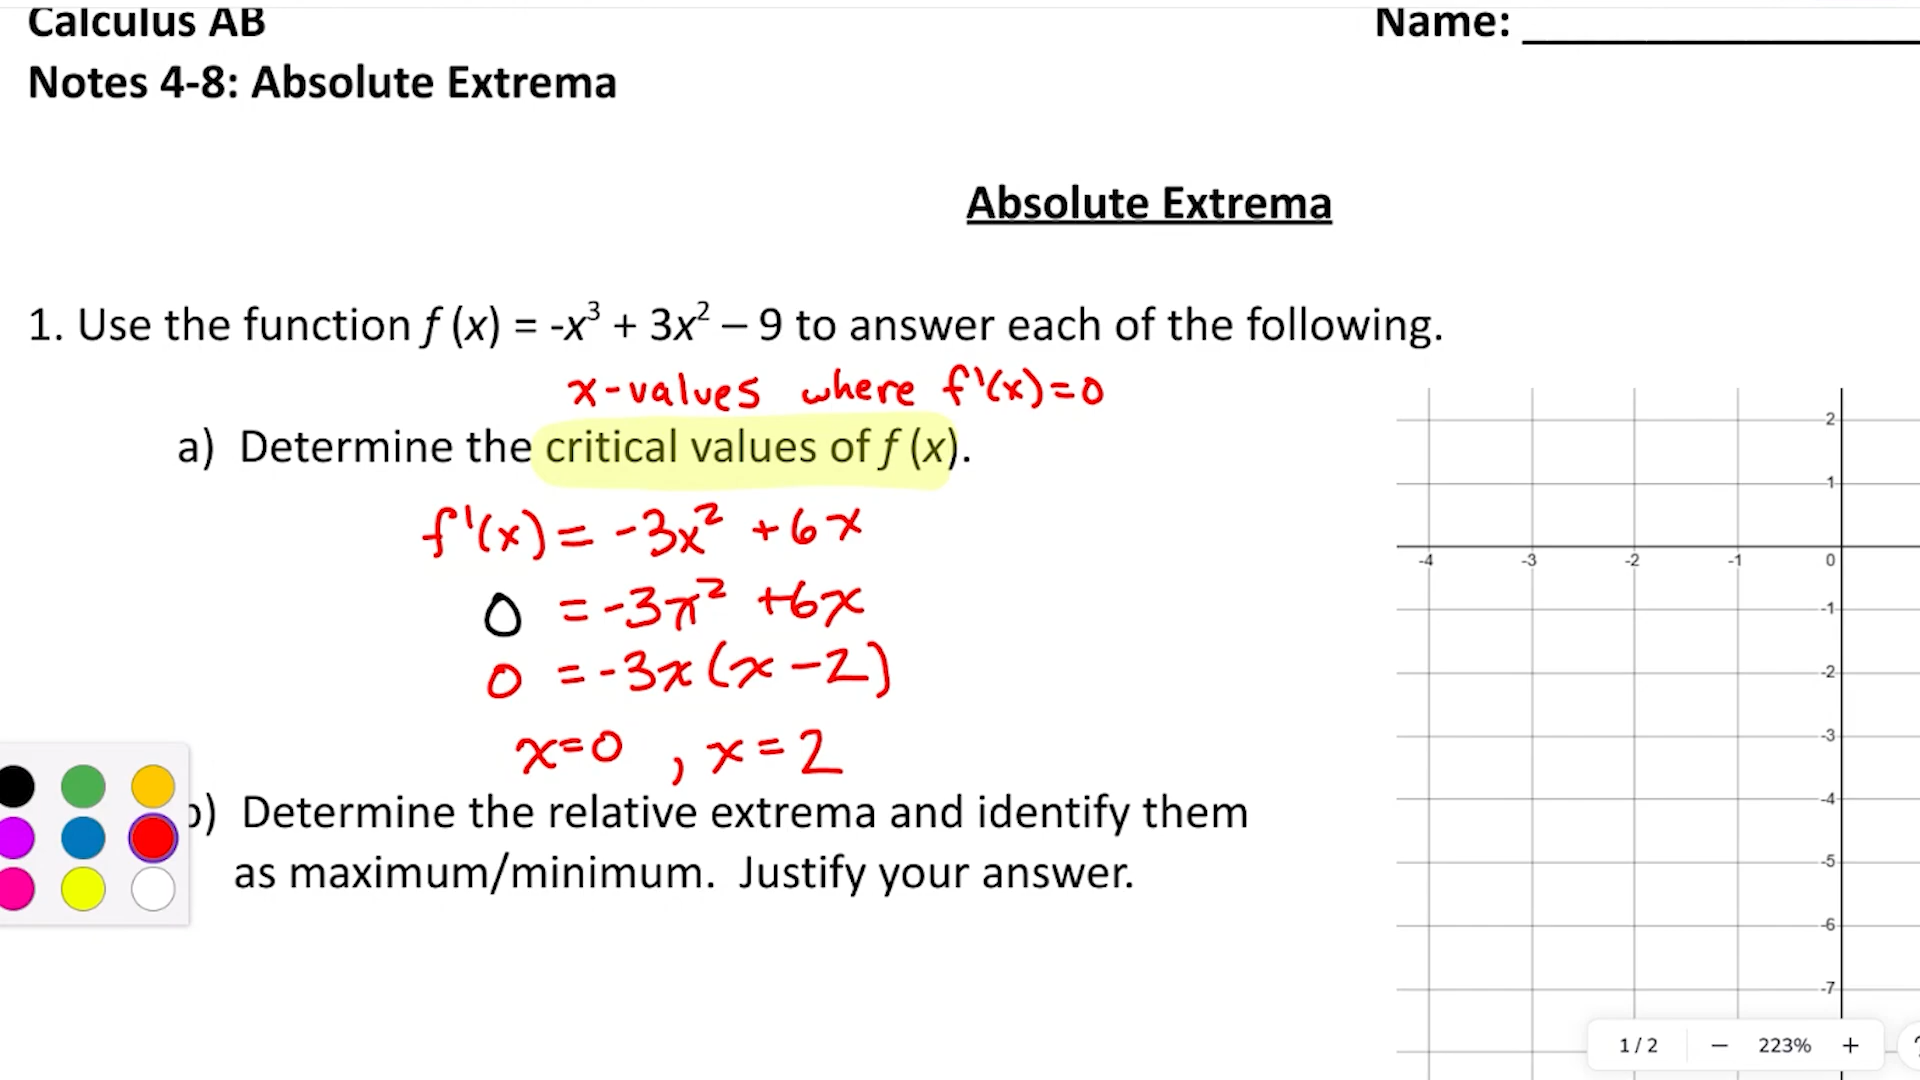 Calculus AB
Name: ____________________
Notes 4-8: Absolute Extrema
Absolute Extrema
1. Use the function f (x) = -x³ + 3x² – 9 to answer each of the following.
x-values where f'(x)=0
a) Determine the critical values of f (x).
f'(x) = -3x² +6x
0 = -3x² +6x
0 = -3x(x-2)
x=0 , x=2
b) Determine the relative extrema and identify them
as maximum/minimum. Justify your answer.
2
1
-4 -3 -2 -1 0
-1
-2
-3
-4
-5
-6
-7
1 / 2 − 223% + ?